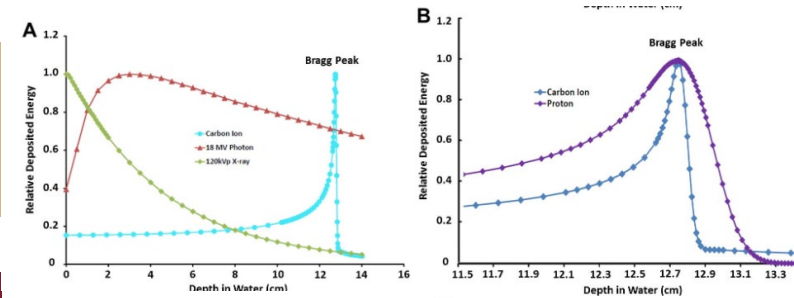 A
Bragg Peak
1.2
1.0
0.8
0.6
0.4
0.2
0
Relative Deposited Energy
Carbon Ion
18 MV Photon
120kVp X-ray
0 2 4 6 8 10 12 14 16
Depth in Water (cm)
Depth in Water (cm)
B
Bragg Peak
1.2
1.0
0.8
0.6
0.4
0.2
0
Relative Deposited Energy
Carbon Ion
Proton
11.5 11.7 11.9 12.1 12.3 12.5 12.7 12.9 13.1 13.3
Depth in Water (cm)